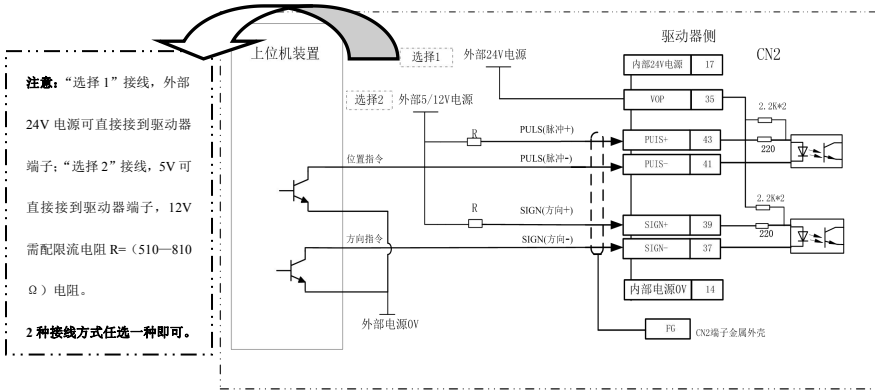 注意：“选择 1”接线，外部
24V 电源可直接接到驱动器
端子；“选择 2”接线，5V 可
直接接到驱动器端子，12V
需配限流电阻 R=（510—810
Ω）电阻。
2 种接线方式任选一种即可。
上位机装置
选择1
外部24V电源
选择2
外部5/12V电源
驱动器侧
CN2
内部24V电源 17
VOP 35
2.2K*2
R
PULS(脉冲+)
PUIS+ 43
220
位置指令
PULS(脉冲-)
PUIS- 41
2.2K*2
R
SIGN(方向+)
SIGN+ 39
220
方向指令
SIGN(方向-)
SIGN- 37
内部电源0V 14
外部电源0V
FG
CN2端子金属外壳